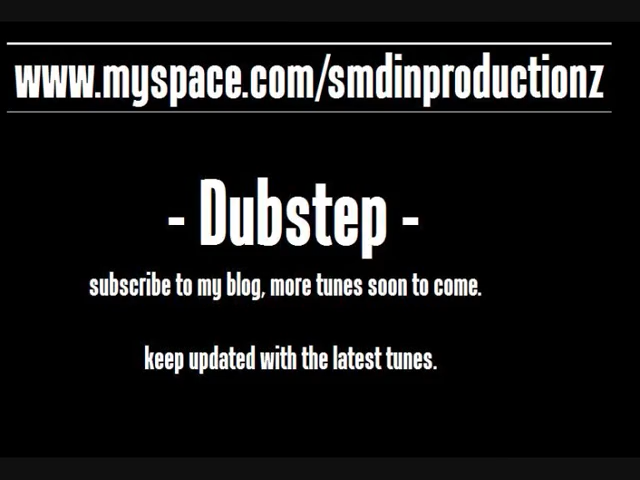 www.myspace.com/smdinproductionz
- Dubstep -
subscribe to my blog, more tunes soon to come.
keep updated with the latest tunes.